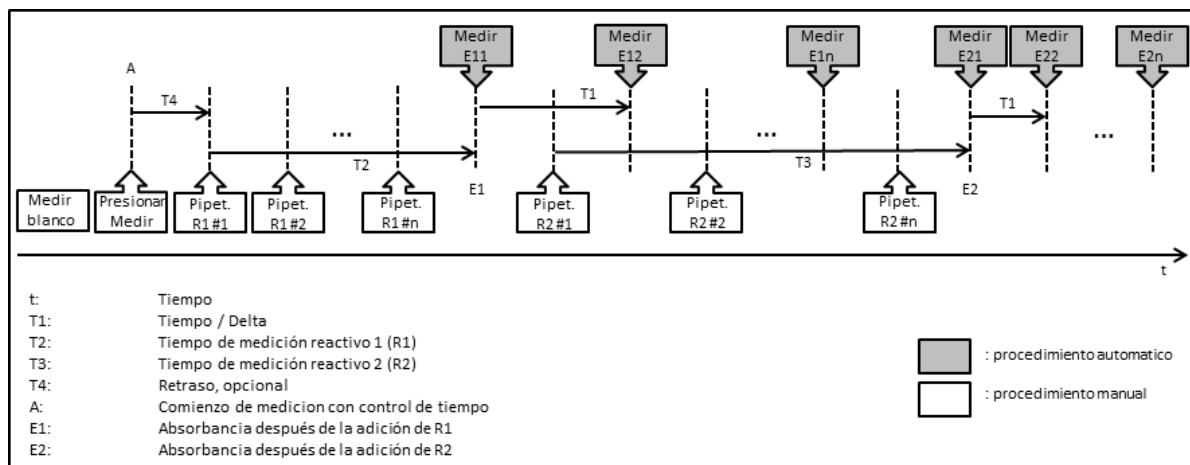 Medir
E11
Medir
E12
Medir
E1n
Medir
E21
Medir
E22
Medir
E2n
A
T4
T1
T1
...
...
...
T2
T3
E1
E2
Medir
blanco
Presionar
Medir
Pipet.
R1#1
Pipet.
R1#2
Pipet.
R1#n
Pipet.
R2#1
Pipet.
R2#2
Pipet.
R2#n
t
t: Tiempo
T1: Tiempo / Delta
T2: Tiempo de medición reactivo 1 (R1)
T3: Tiempo de medición reactivo 2 (R2)
T4: Retraso, opcional
A: Comienzo de medicion con control de tiempo
E1: Absorbancia después de la adición de R1
E2: Absorbancia después de la adición de R2
: procedimiento automatico
: procedimiento manual